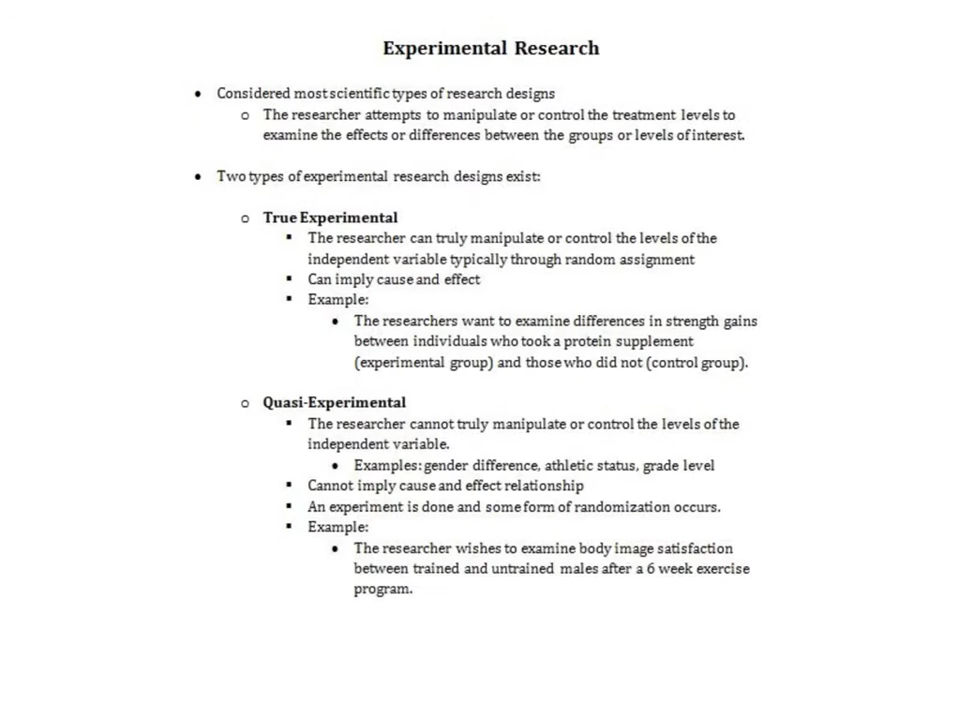 Experimental Research
• Considered most scientific types of research designs
o The researcher attempts to manipulate or control the treatment levels to
examine the effects or differences between the groups or levels of interest.
• Two types of experimental research designs exist:
o True Experimental
▪ The researcher can truly manipulate or control the levels of the
independent variable typically through random assignment
▪ Can imply cause and effect
▪ Example:
• The researchers want to examine differences in strength gains
between individuals who took a protein supplement
(experimental group) and those who did not (control group).
o Quasi-Experimental
▪ The researcher cannot truly manipulate or control the levels of the
independent variable.
• Examples: gender difference, athletic status, grade level
▪ Cannot imply cause and effect relationship
▪ An experiment is done and some form of randomization occurs.
▪ Example:
• The researcher wishes to examine body image satisfaction
between trained and untrained males after a 6 week exercise
program.